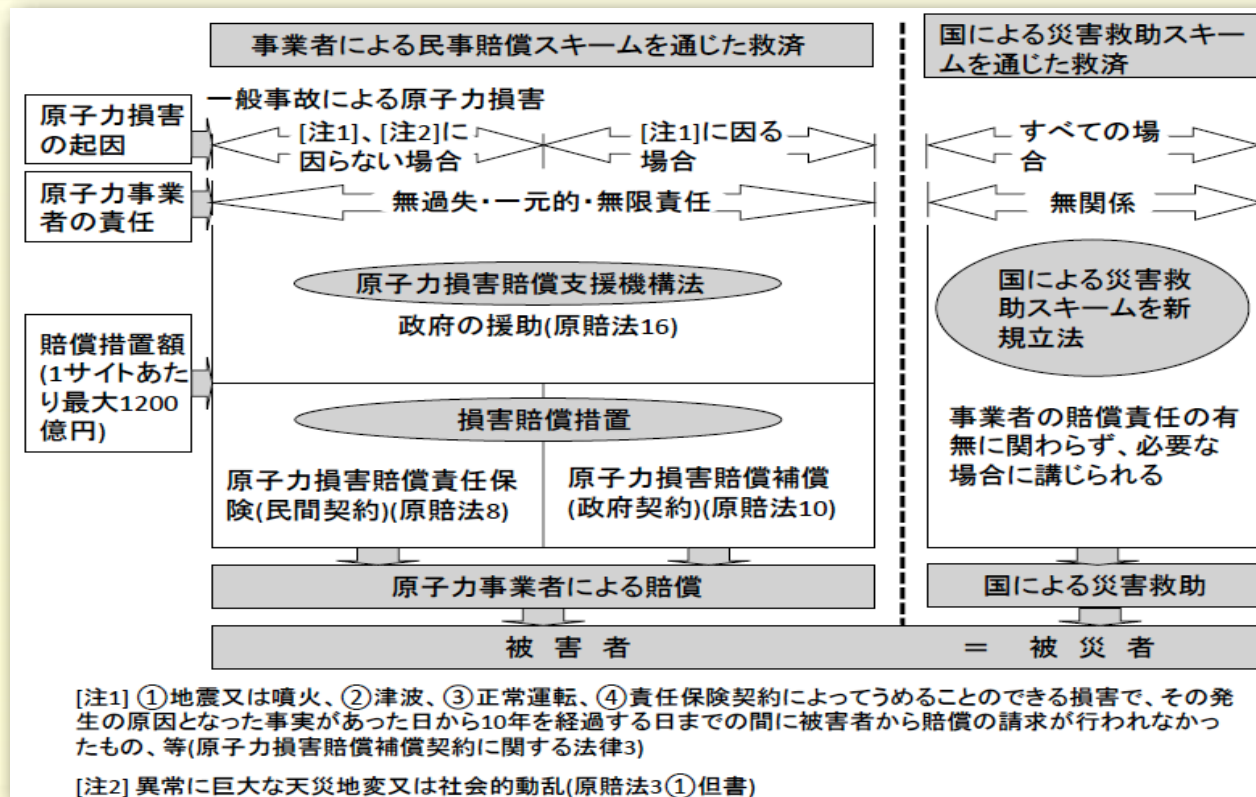 事業者による民事賠償スキームを通じた救済
国による災害救助スキー
ムを通じた救済
一般事故による原子力損害
原子力損害
の起因
[注1]、[注2]に
因らない場合
[注1]に因る
場合
すべての場
合
原子力事業
者の責任
無過失・一元的・無限責任
無関係
原子力損害賠償支援機構法
政府の援助(原賠法16)
国による災害救
助スキームを新
規立法
賠償措置額
(1サイトあた
り最大1200
億円)
損害賠償措置
原子力損害賠償責任保
険(民間契約)(原賠法8)
原子力損害賠償補償
(政府契約)(原賠法10)
事業者の賠償責任の有
無に関わらず、必要な
場合に講じられる
原子力事業者による賠償
国による災害救助
被害者 = 被災者
[注1] ①地震又は噴火、②津波、③正常運転、④責任保険契約によってうめることのできる損害で、その発
生の原因となった事実があった日から10年を経過する日までの間に被害者から賠償の請求が行われなかっ
たもの、等(原子力損害賠償補償契約に関する法律3)
[注2] 異常に巨大な天災地変又は社会的動乱(原賠法3①但書)